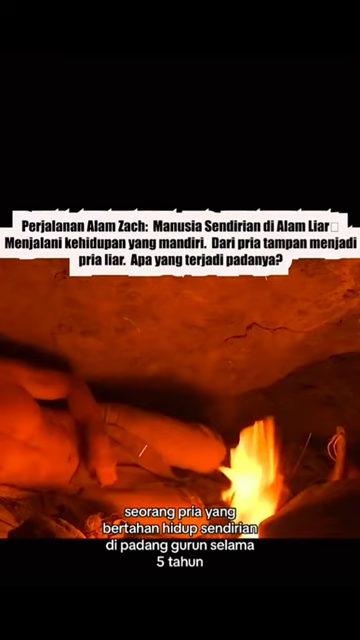 Perjalanan Alam Zach:  Manusia Sendirian di Alam Liar□
Menjalani kehidupan yang mandiri.  Dari pria tampan menjadi
pria liar.  Apa yang terjadi padanya?
seorang pria yang
bertahan hidup sendirian
di padang gurun selama
5 tahun